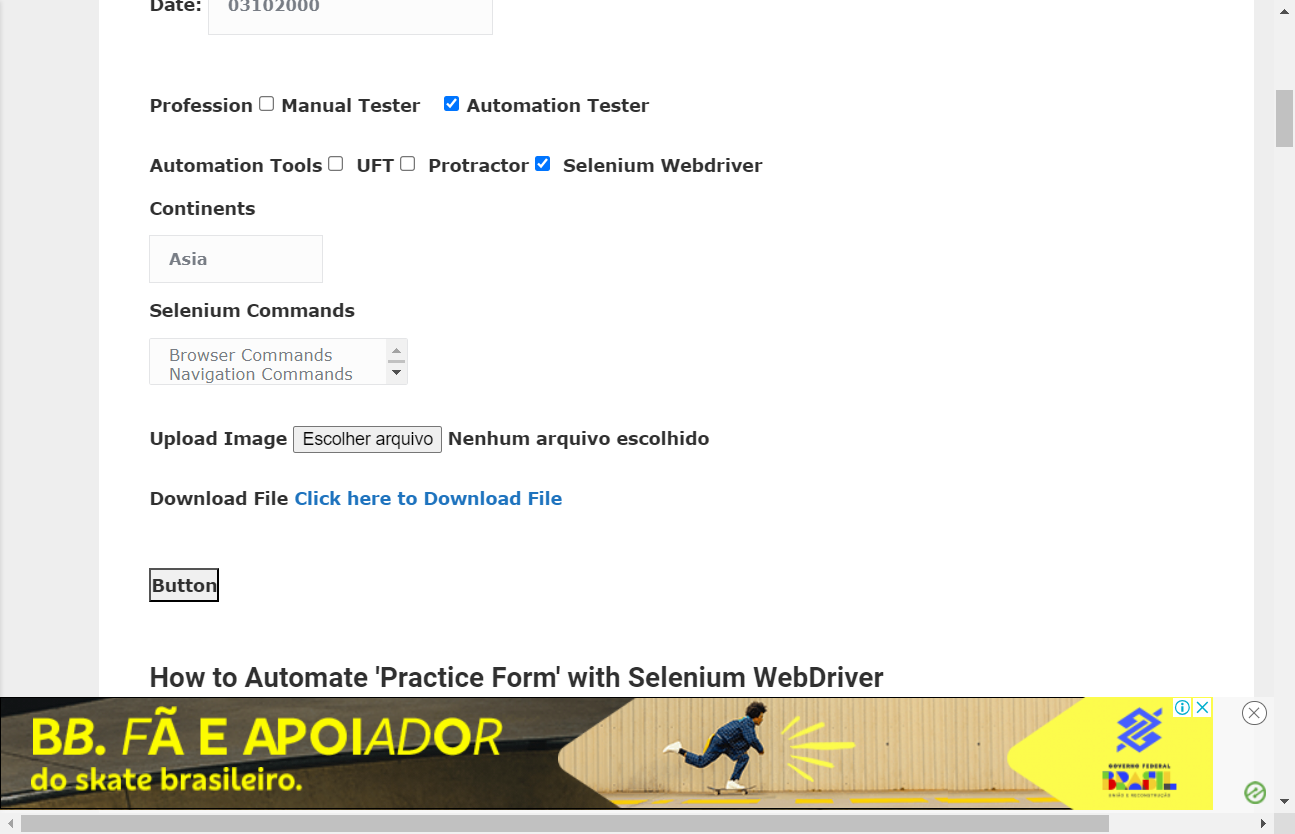 Date: 03102000
Profession Manual Tester Automation Tester
Automation Tools UFT Protractor Selenium Webdriver
Continents
Asia
Selenium Commands
Browser Commands
Navigation Commands
Upload Image Escolher arquivo Nenhum arquivo escolhido
Download File Click here to Download File
Button
How to Automate 'Practice Form' with Selenium WebDriver
BB. FÃ E APOIADOR
do skate brasileiro.
GOVERNO FEDERAL
BRASIL
UNIÃO E RECONSTRUÇÃO